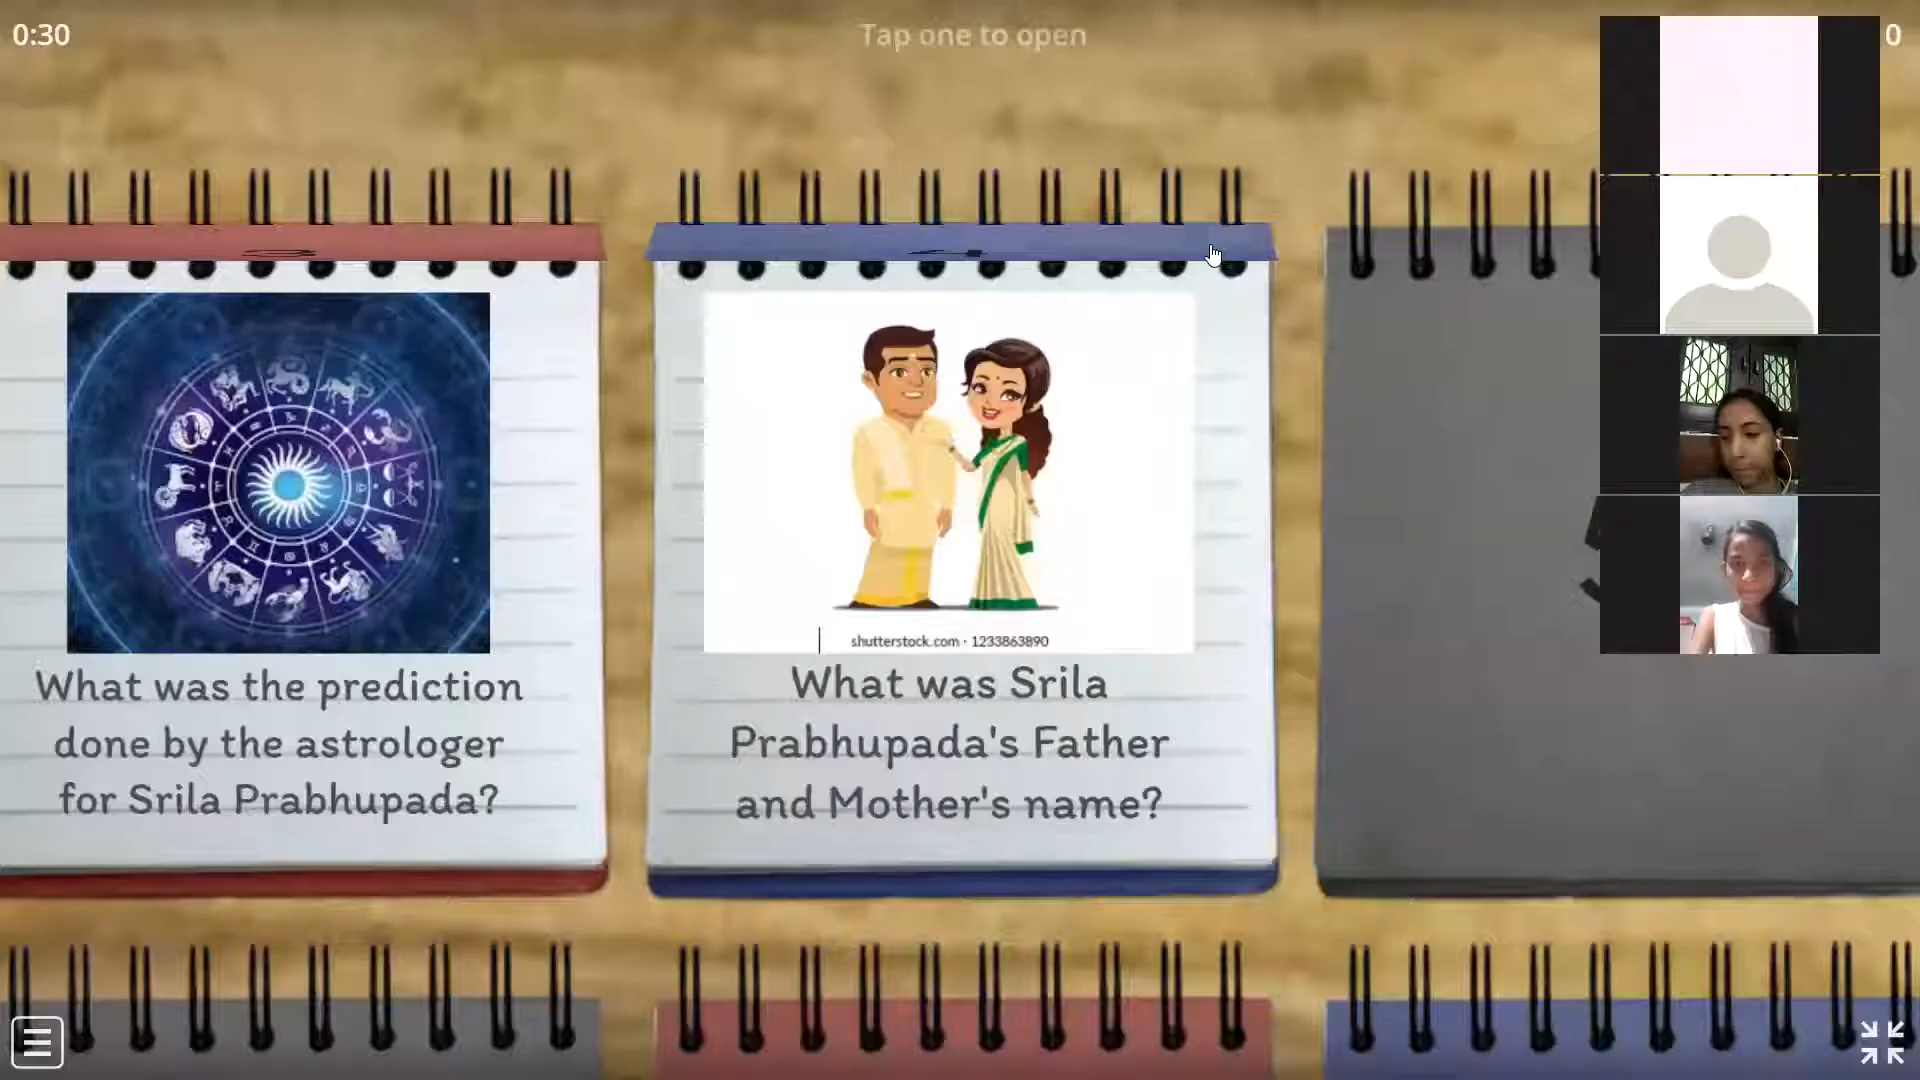 0:30
Tap one to open
0
What was the prediction
done by the astrologer
for Srila Prabhupada?
shutterstock.com · 1233863890
What was Srila
Prabhupada's Father
and Mother's name?